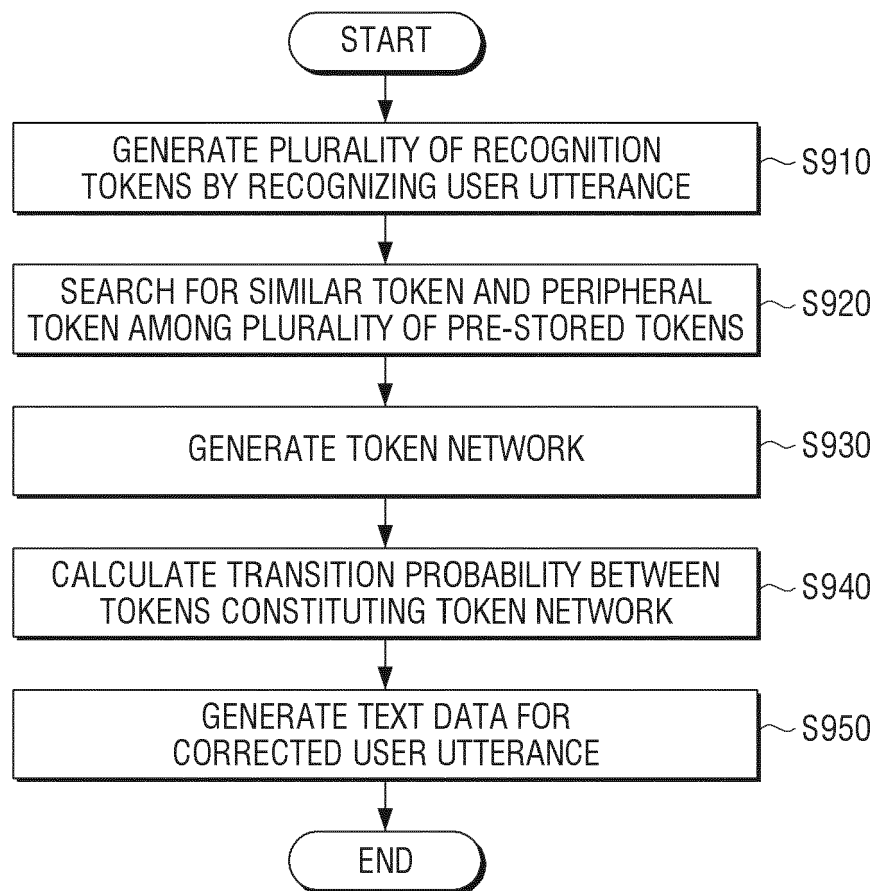 START
GENERATE PLURALITY OF RECOGNITION
TOKENS BY RECOGNIZING USER UTTERANCE
S910
SEARCH FOR SIMILAR TOKEN AND PERIPHERAL
TOKEN AMONG PLURALITY OF PRE-STORED TOKENS
S920
GENERATE TOKEN NETWORK
S930
CALCULATE TRANSITION PROBABILITY BETWEEN
TOKENS CONSTITUTING TOKEN NETWORK
S940
GENERATE TEXT DATA FOR
CORRECTED USER UTTERANCE
S950
END